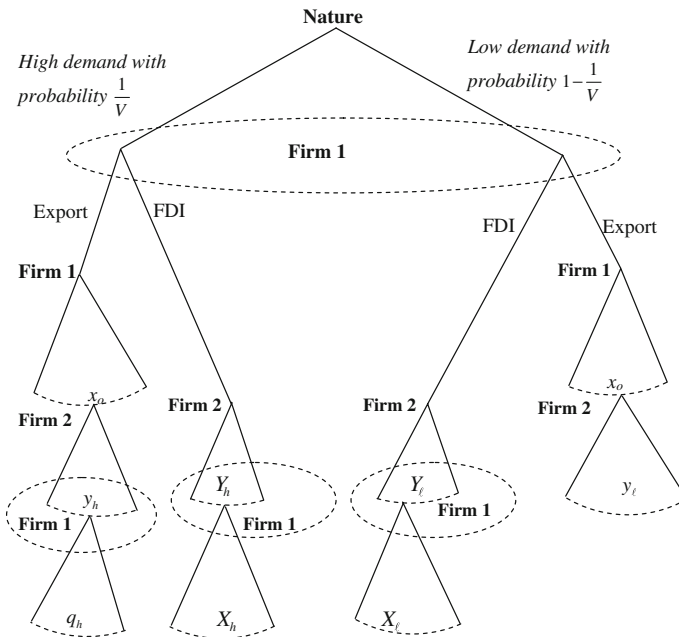 Nature
High demand with
probability 1/V
Low demand with
probability 1−1/V
Firm 1
Export
FDI
FDI
Export
Firm 1
Firm 1
x_o
x_o
Firm 2
Firm 2
Firm 2
Firm 2
y_h
Y_h
Y_ℓ
y_ℓ
Firm 1
Firm 1
Firm 1
q_h
X_h
X_ℓ